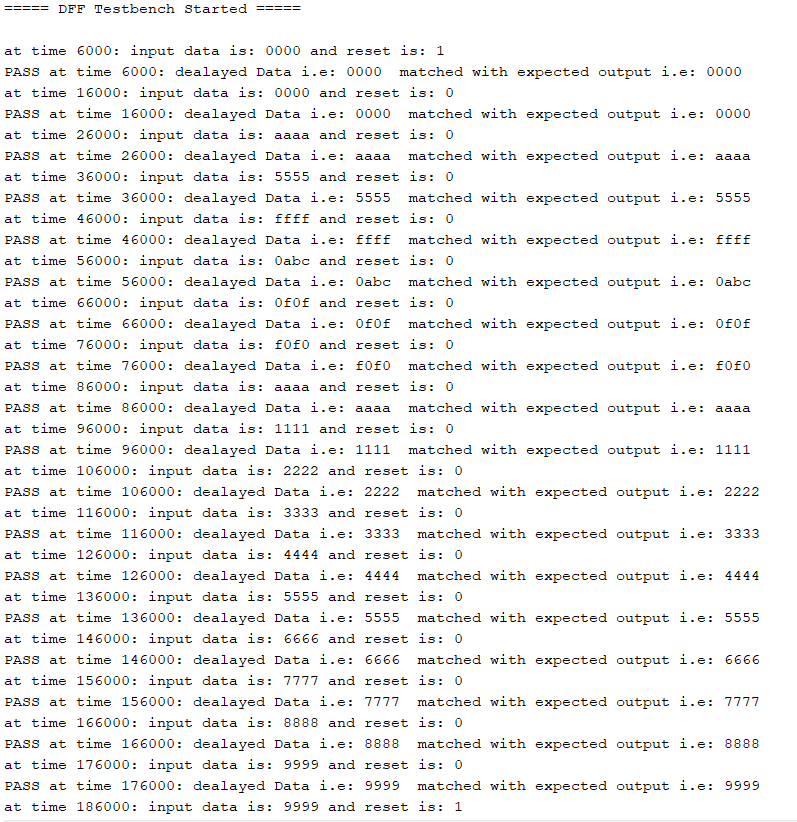 ===== DFF Testbench Started =====
at time 6000: input data is: 0000 and reset is: 1
PASS at time 6000: dealayed Data i.e: 0000  matched with expected output i.e: 0000
at time 16000: input data is: 0000 and reset is: 0
PASS at time 16000: dealayed Data i.e: 0000  matched with expected output i.e: 0000
at time 26000: input data is: aaaa and reset is: 0
PASS at time 26000: dealayed Data i.e: aaaa  matched with expected output i.e: aaaa
at time 36000: input data is: 5555 and reset is: 0
PASS at time 36000: dealayed Data i.e: 5555  matched with expected output i.e: 5555
at time 46000: input data is: ffff and reset is: 0
PASS at time 46000: dealayed Data i.e: ffff  matched with expected output i.e: ffff
at time 56000: input data is: 0abc and reset is: 0
PASS at time 56000: dealayed Data i.e: 0abc  matched with expected output i.e: 0abc
at time 66000: input data is: 0f0f and reset is: 0
PASS at time 66000: dealayed Data i.e: 0f0f  matched with expected output i.e: 0f0f
at time 76000: input data is: f0f0 and reset is: 0
PASS at time 76000: dealayed Data i.e: f0f0  matched with expected output i.e: f0f0
at time 86000: input data is: aaaa and reset is: 0
PASS at time 86000: dealayed Data i.e: aaaa  matched with expected output i.e: aaaa
at time 96000: input data is: 1111 and reset is: 0
PASS at time 96000: dealayed Data i.e: 1111  matched with expected output i.e: 1111
at time 106000: input data is: 2222 and reset is: 0
PASS at time 106000: dealayed Data i.e: 2222  matched with expected output i.e: 2222
at time 116000: input data is: 3333 and reset is: 0
PASS at time 116000: dealayed Data i.e: 3333  matched with expected output i.e: 3333
at time 126000: input data is: 4444 and reset is: 0
PASS at time 126000: dealayed Data i.e: 4444  matched with expected output i.e: 4444
at time 136000: input data is: 5555 and reset is: 0
PASS at time 136000: dealayed Data i.e: 5555  matched with expected output i.e: 5555
at time 146000: input data is: 6666 and reset is: 0
PASS at time 146000: dealayed Data i.e: 6666  matched with expected output i.e: 6666
at time 156000: input data is: 7777 and reset is: 0
PASS at time 156000: dealayed Data i.e: 7777  matched with expected output i.e: 7777
at time 166000: input data is: 8888 and reset is: 0
PASS at time 166000: dealayed Data i.e: 8888  matched with expected output i.e: 8888
at time 176000: input data is: 9999 and reset is: 0
PASS at time 176000: dealayed Data i.e: 9999  matched with expected output i.e: 9999
at time 186000: input data is: 9999 and reset is: 1